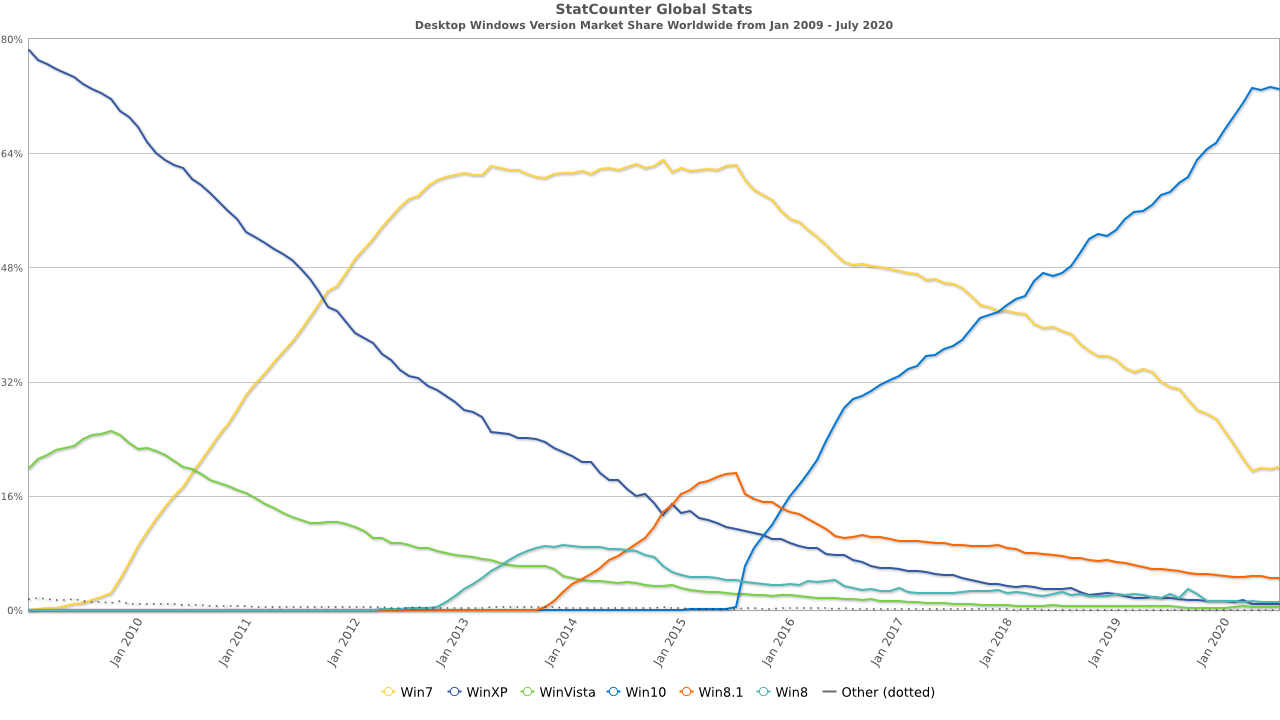 StatCounter Global Stats
Desktop Windows Version Market Share Worldwide from Jan 2009 - July 2020
80%
64%
48%
32%
16%
0%
Jan 2010
Jan 2011
Jan 2012
Jan 2013
Jan 2014
Jan 2015
Jan 2016
Jan 2017
Jan 2018
Jan 2019
Jan 2020
Win7 WinXP WinVista Win10 Win8.1 Win8 Other (dotted)